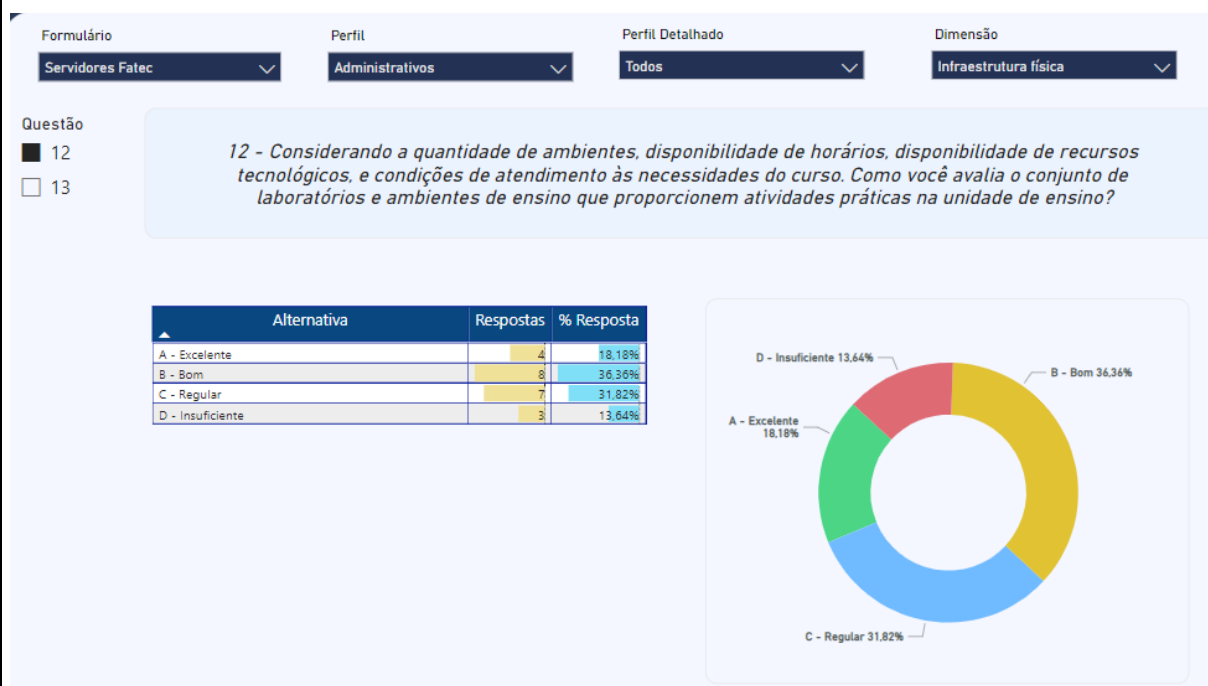 Formulário
Perfil
Perfil Detalhado
Dimensão
Servidores Fatec
Administrativos
Todos
Infraestrutura física
Questão
12
13
12 - Considerando a quantidade de ambientes, disponibilidade de horários, disponibilidade de recursos
tecnológicos, e condições de atendimento às necessidades do curso. Como você avalia o conjunto de
laboratórios e ambientes de ensino que proporcionem atividades práticas na unidade de ensino?
Alternativa Respostas % Resposta
A - Excelente 4 18,18%
B - Bom 8 36,36%
C - Regular 7 31,82%
D - Insuficiente 3 13,64%
D - Insuficiente 13,64%
B - Bom 36,36%
A - Excelente
18,18%
C - Regular 31,82%